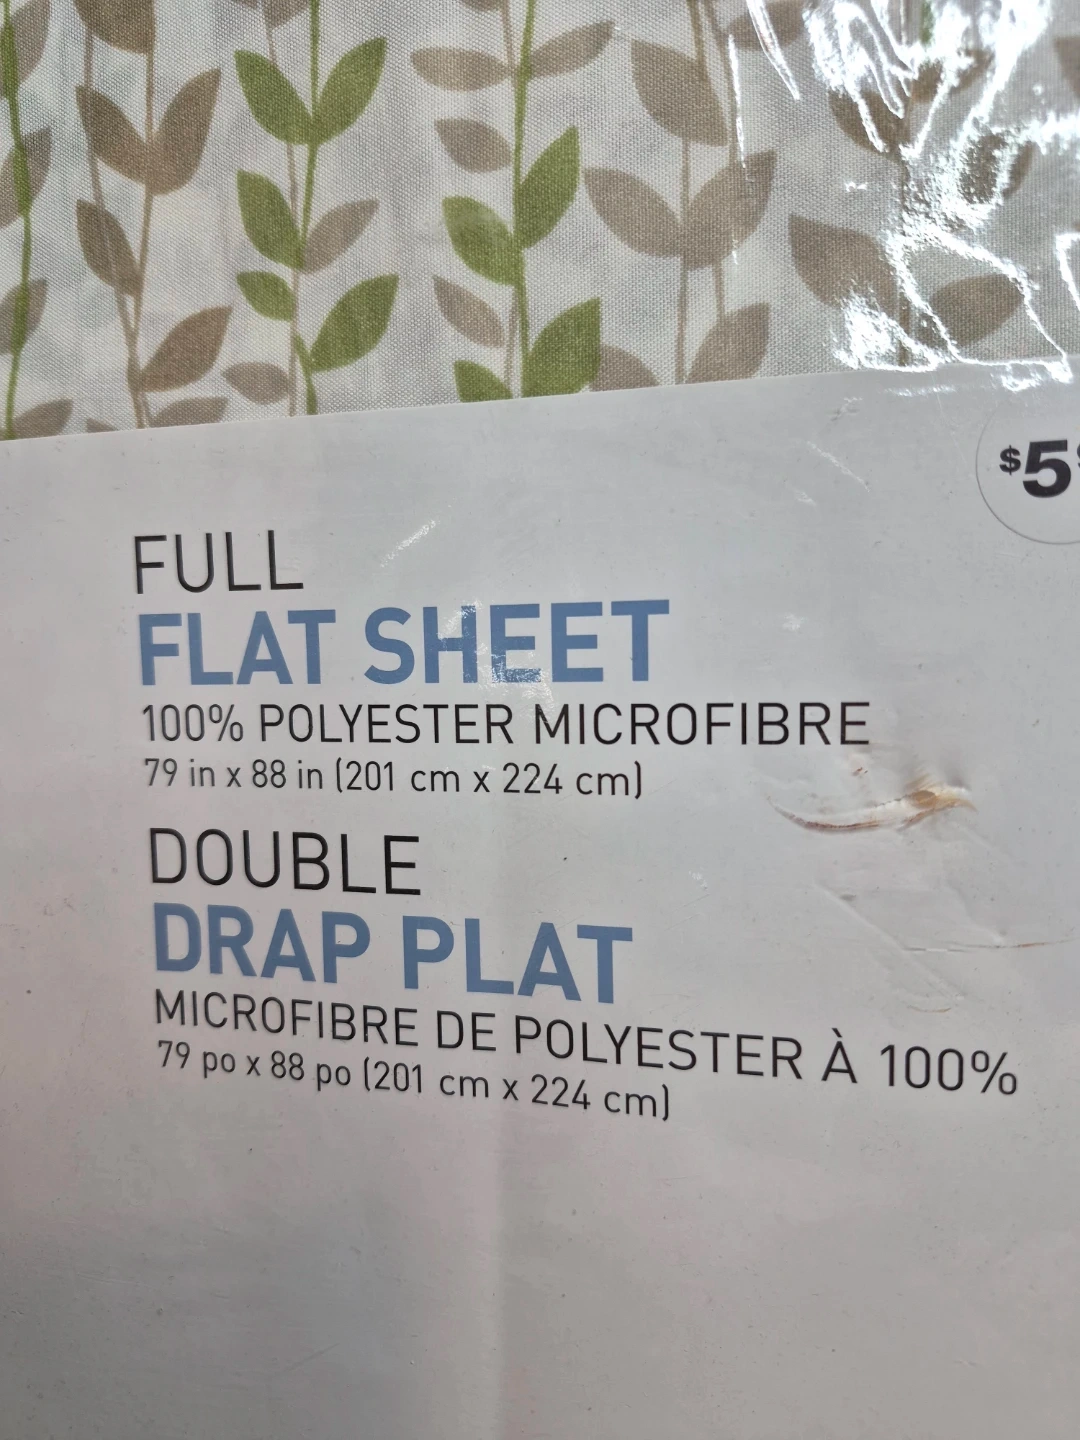 $5
FULL
FLAT SHEET
100% POLYESTER MICROFIBRE
79 in x 88 in (201 cm x 224 cm)
DOUBLE
DRAP PLAT
MICROFIBRE DE POLYESTER À 100%
79 po x 88 po (201 cm x 224 cm)